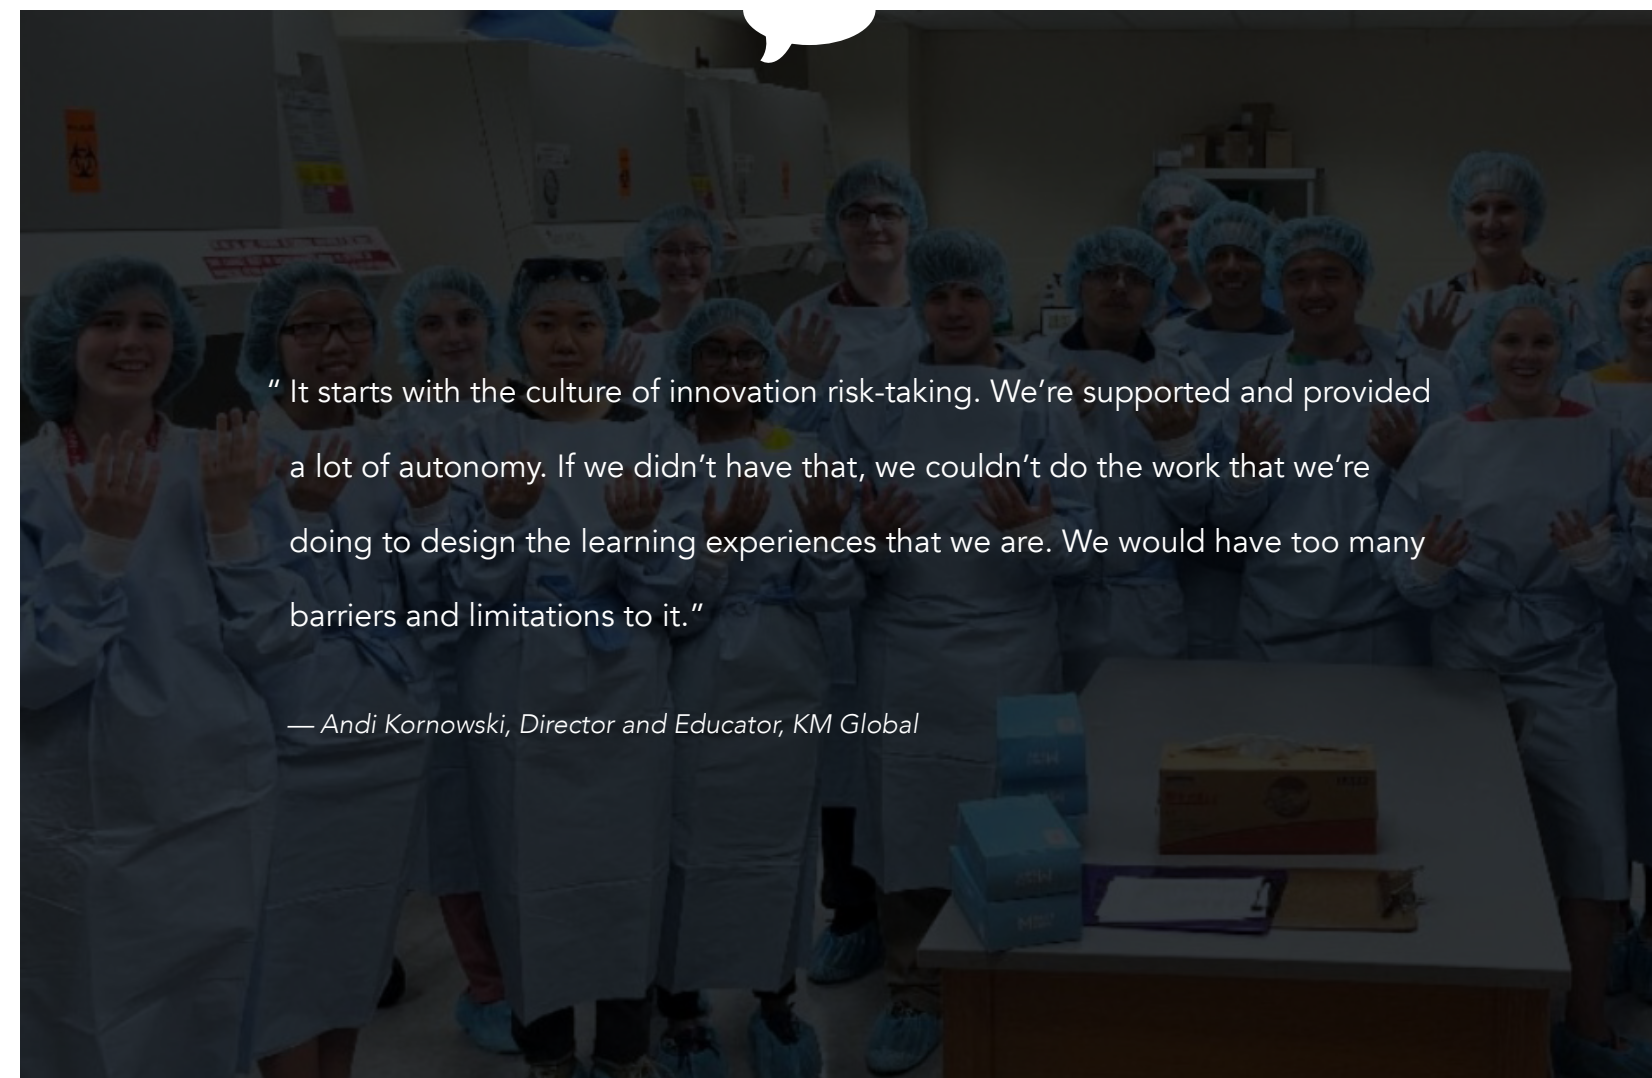 “ It starts with the culture of innovation risk-taking. We’re supported and provided
a lot of autonomy. If we didn’t have that, we couldn’t do the work that we’re
doing to design the learning experiences that we are. We would have too many
barriers and limitations to it.”
— Andi Kornowski, Director and Educator, KM Global